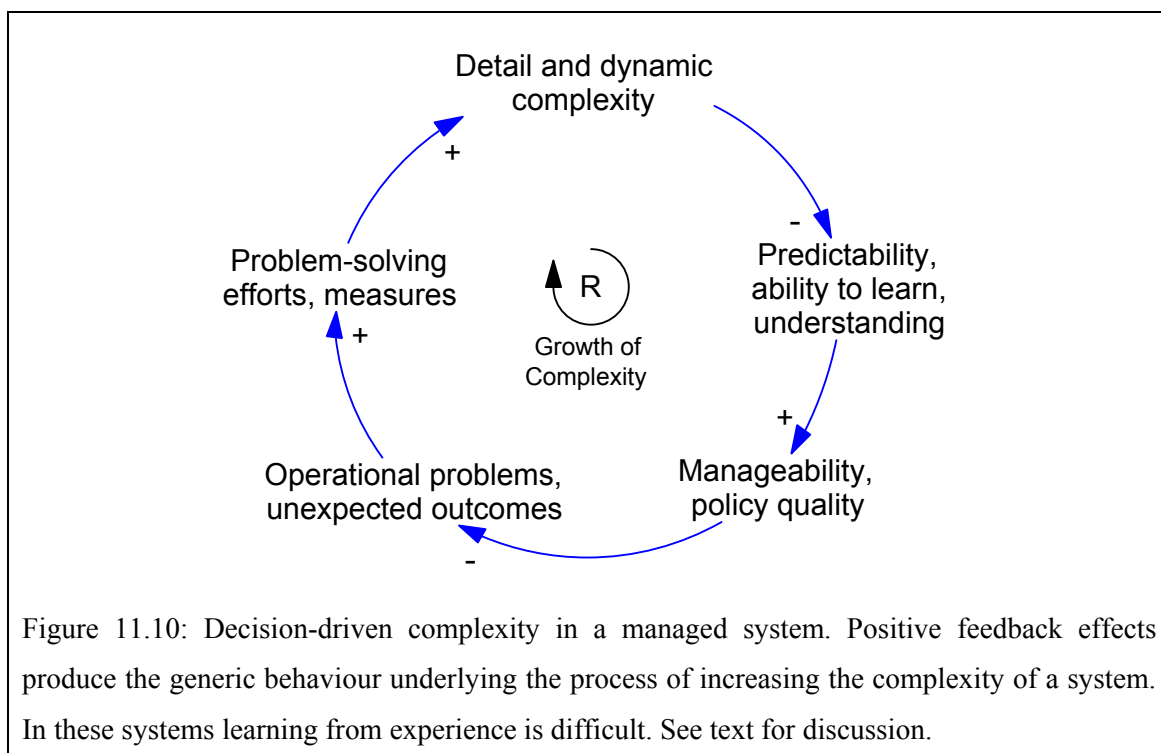 Detail and dynamic
complexity
+
-
Problem-solving
efforts, measures
Predictability,
ability to learn,
understanding
R
Growth of
Complexity
+
+
Operational problems,
unexpected outcomes
Manageability,
policy quality
-
Figure 11.10: Decision-driven complexity in a managed system. Positive feedback effects
produce the generic behaviour underlying the process of increasing the complexity of a system.
In these systems learning from experience is difficult. See text for discussion.